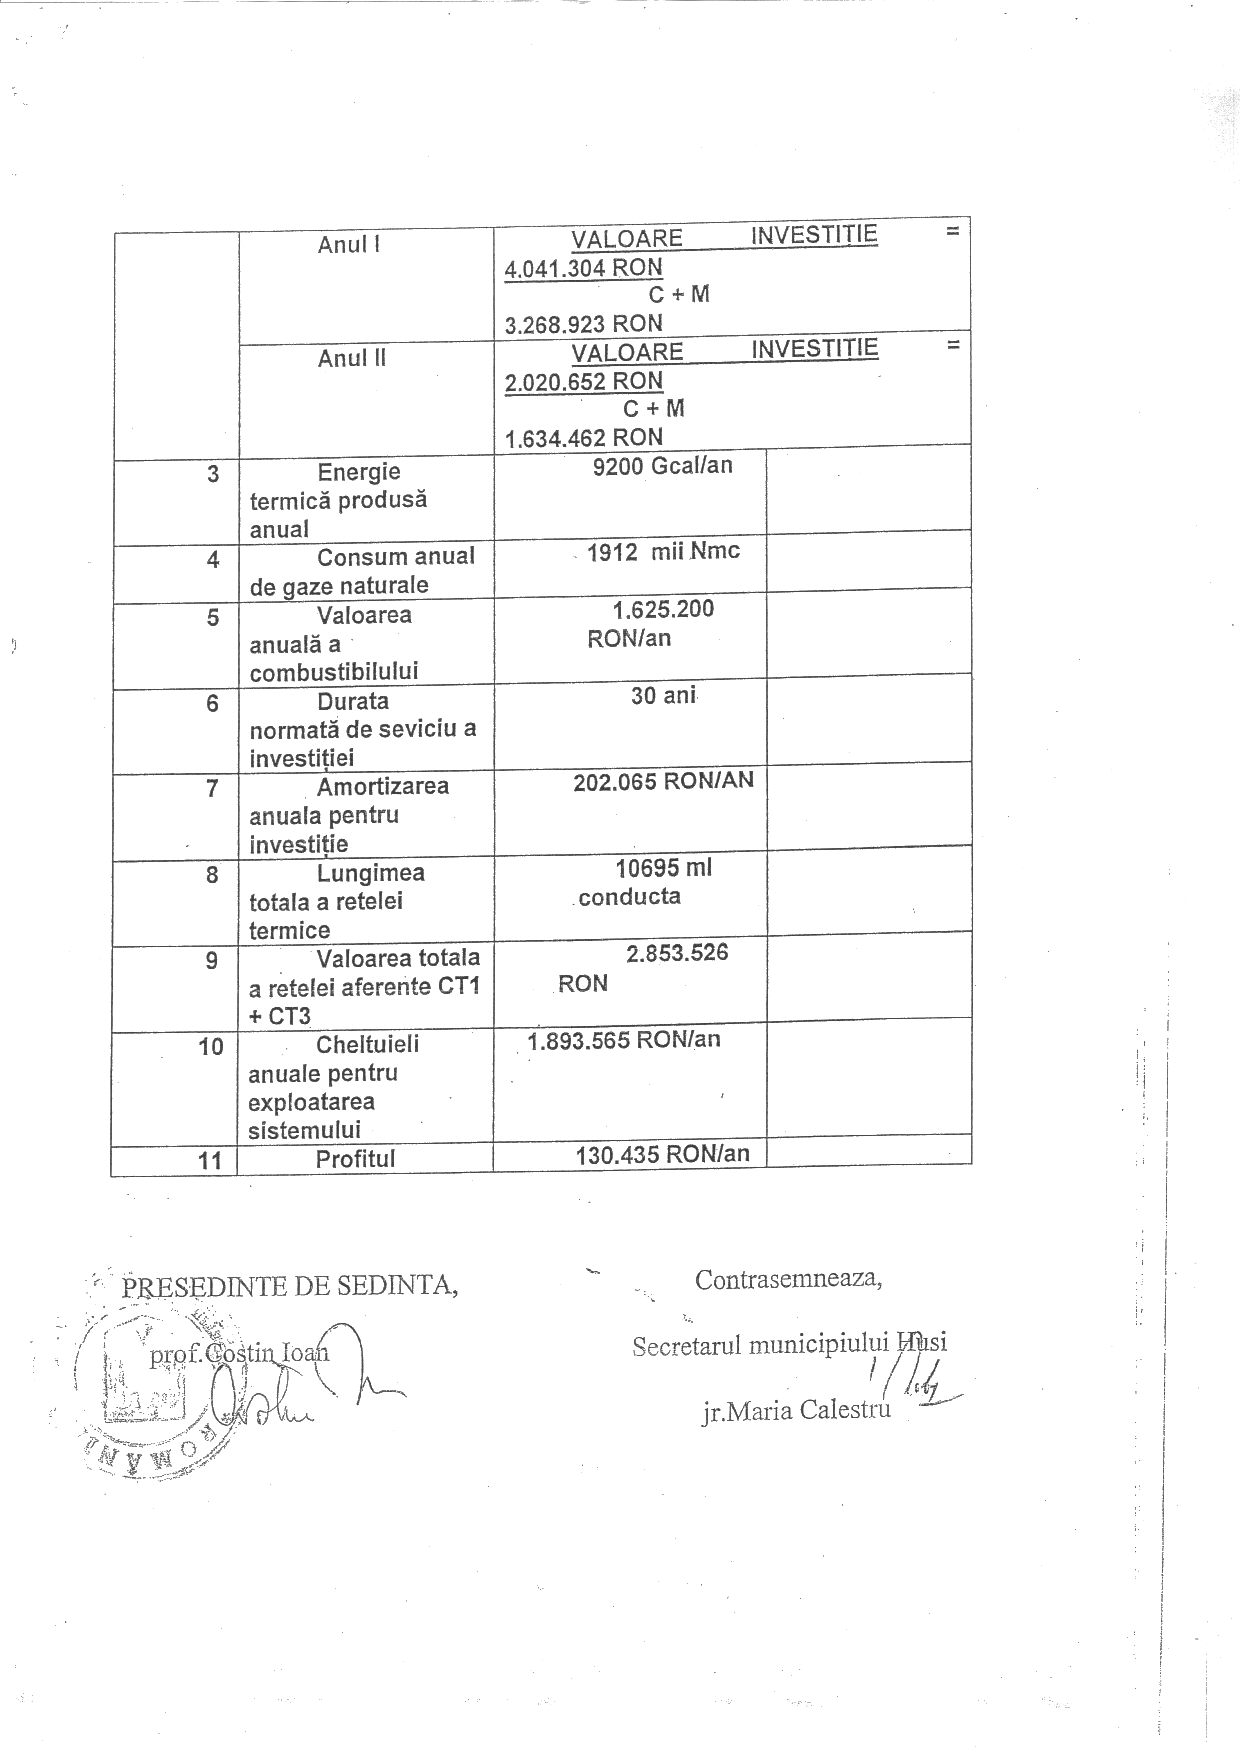 Anul I
VALOARE INVESTITIE =
4.041.304 RON
C + M
3.268.923 RON
Anul II
VALOARE INVESTITIE =
2.020.652 RON
C + M
1.634.462 RON
3 Energie 9200 Gcal/an
termică produsă
anual
4 Consum anual 1912 mii Nmc
de gaze naturale
5 Valoarea 1.625.200
anuală a RON/an
combustibilului
6 Durata 30 ani
normată de seviciu a
investiției
7 Amortizarea 202.065 RON/AN
anuala pentru
investiție
8 Lungimea 10695 ml
totala a retelei conducta
termice
9 Valoarea totala 2.853.526
a retelei aferente CT1 RON
+ CT3
10 Cheltuieli 1.893.565 RON/an
anuale pentru
exploatarea
sistemului
11 Profitul 130.435 RON/an
PRESEDINTE DE SEDINTA, Contrasemneaza,
prof.Costin Ioan Secretarul municipiului Husi
jr.Maria Calestru
ROMÂN